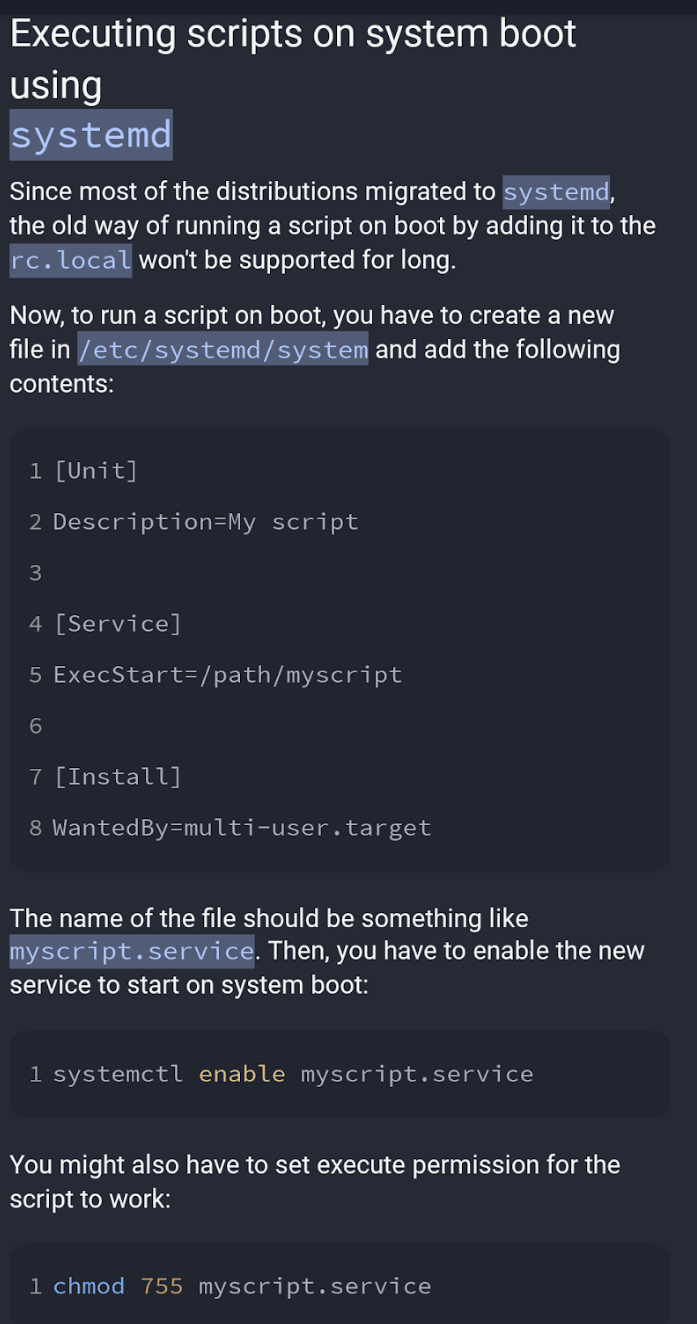 Executing scripts on system boot
using
systemd
Since most of the distributions migrated to systemd,
the old way of running a script on boot by adding it to the
rc.local won't be supported for long.
Now, to run a script on boot, you have to create a new
file in /etc/systemd/system and add the following
contents:
1 [Unit]
2 Description=My script
3
4 [Service]
5 ExecStart=/path/myscript
6
7 [Install]
8 WantedBy=multi-user.target
The name of the file should be something like
myscript.service. Then, you have to enable the new
service to start on system boot:
1 systemctl enable myscript.service
You might also have to set execute permission for the
script to work:
1 chmod 755 myscript.service